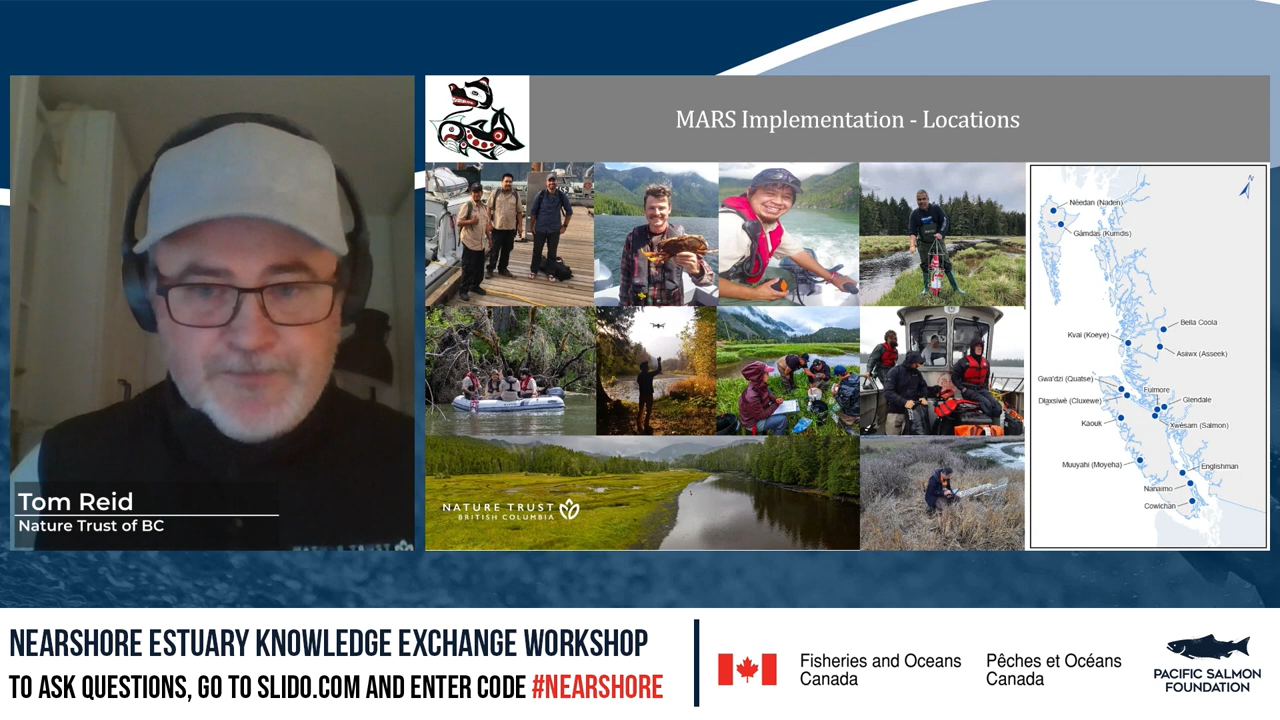 MARS Implementation - Locations
Néedan (Naden)
Gámdas (Kumdis)
Bella Coola
Kvai (Koeye)
Asiiwx (Asseek)
Gwa'dzi (Quatse)
Fulmore
Glendale
Xwésam (Salmon)
Kaouk
Muuyahi (Moyeha)
Englishman
Nanaimo
Cowichan
N
NATURE TRUST
BRITISH COLUMBIA
Tom Reid
Nature Trust of BC
NEARSHORE ESTUARY KNOWLEDGE EXCHANGE WORKSHOP
TO ASK QUESTIONS, GO TO SLIDO.COM AND ENTER CODE #NEARSHORE
Fisheries and Oceans
Canada
Pêches et Océans
Canada
PACIFIC SALMON
FOUNDATION